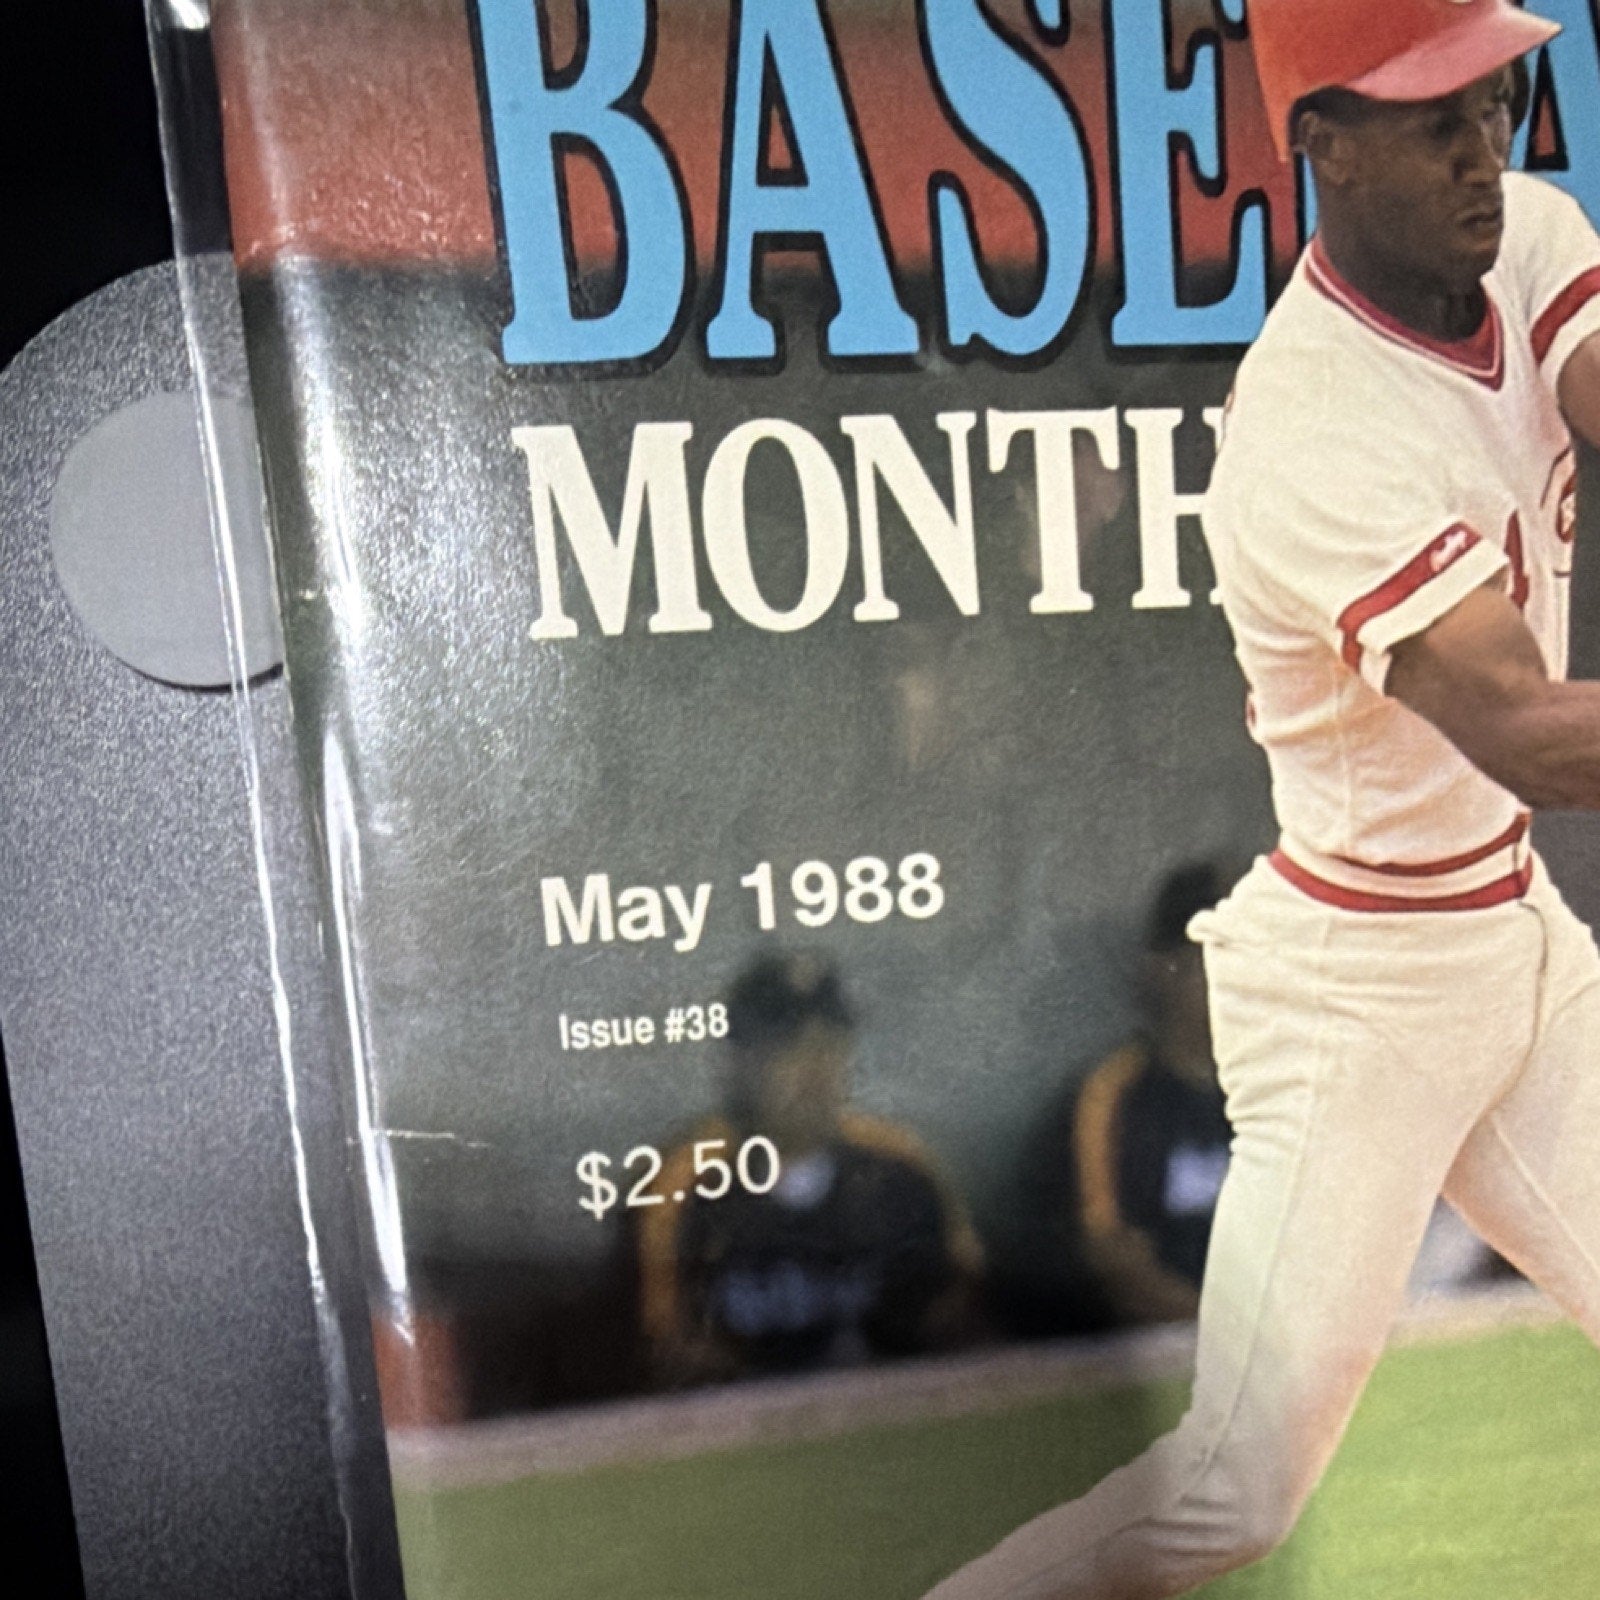 BASE A
MONTH
May 1988
Issue #38
$2.50